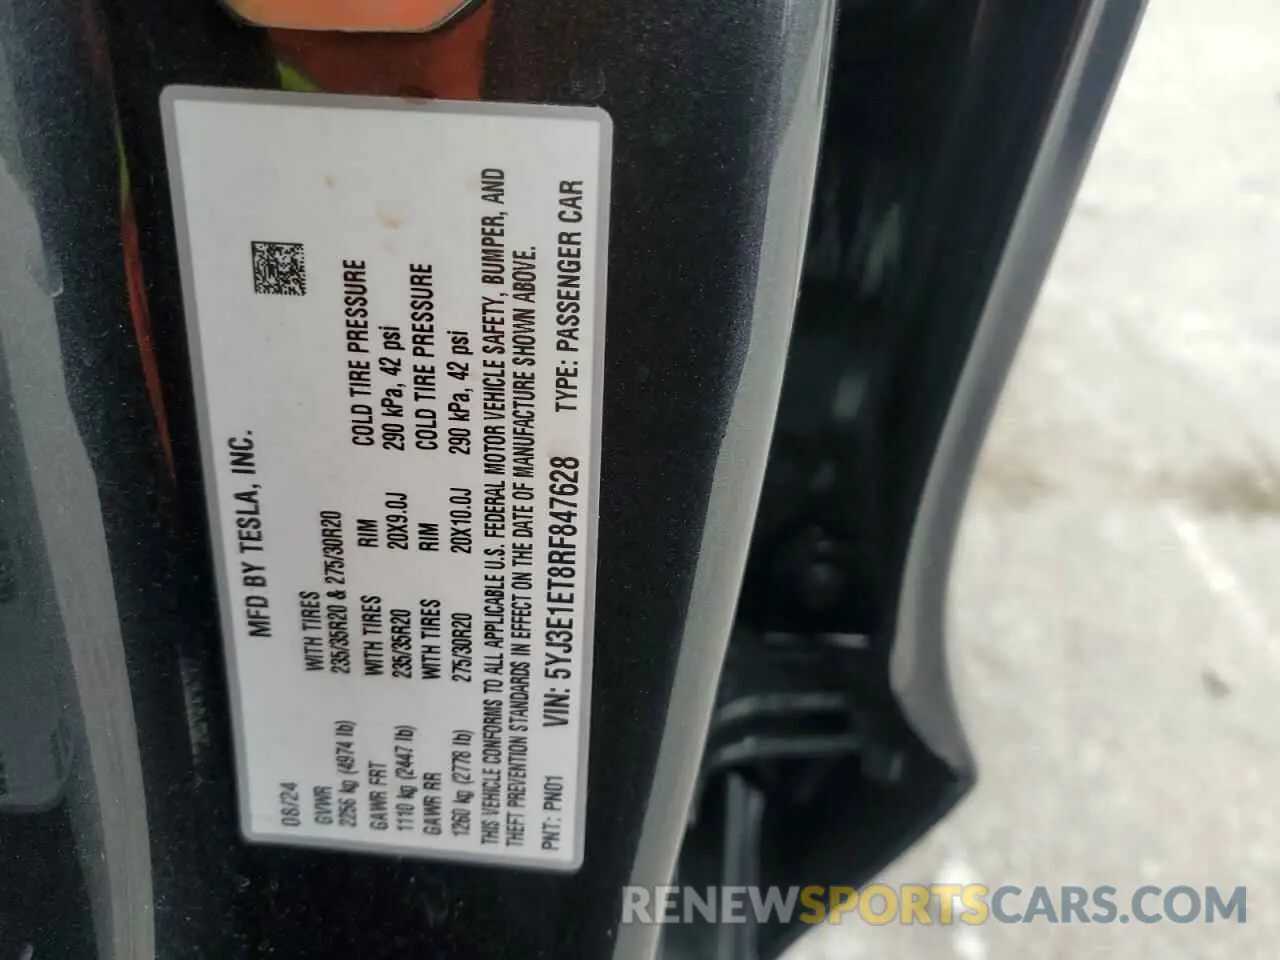 MFD BY TESLA, INC.
08/24
GVWR WITH TIRES
2256 kg (4974 lb) 235/35R20 & 275/30R20
GAWR FRT WITH TIRES RIM COLD TIRE PRESSURE
1110 kg (2447 lb) 235/35R20 20X9.0J 290 kPa, 42 psi
GAWR RR WITH TIRES RIM COLD TIRE PRESSURE
1260 kg (2778 lb) 275/30R20 20X10.0J 290 kPa, 42 psi
THIS VEHICLE CONFORMS TO ALL APPLICABLE U.S. FEDERAL MOTOR VEHICLE SAFETY, BUMPER, AND
THEFT PREVENTION STANDARDS IN EFFECT ON THE DATE OF MANUFACTURE SHOWN ABOVE.
PNT: PN01 VIN: 5YJ3E1ET8RF847628 TYPE: PASSENGER CAR
RENEWSPORTSCARS.COM